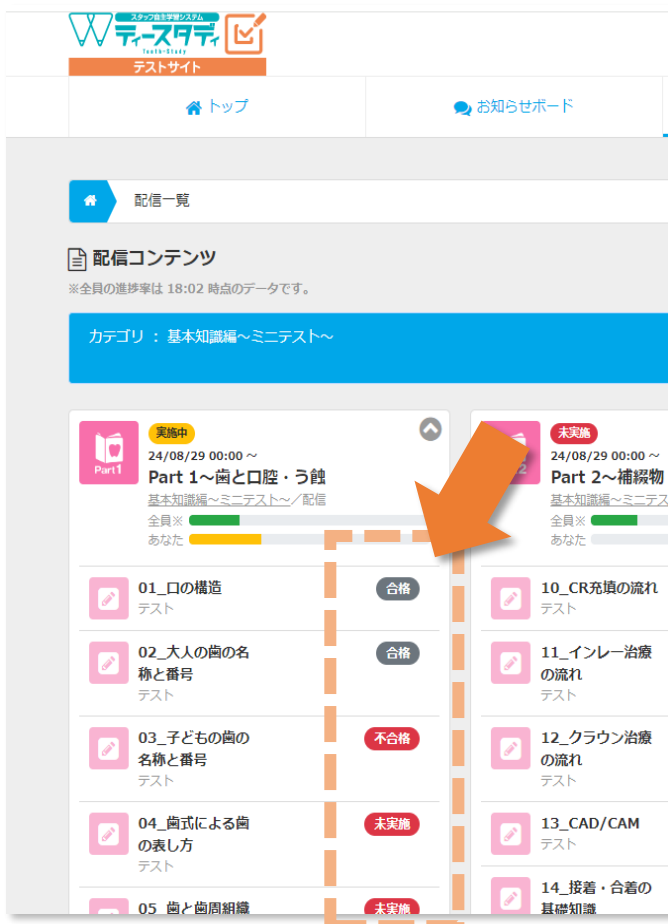 スタッフ自主学習システム
ティースタディ
Tooth-Study
テストサイト
トップ
お知らせボード
配信一覧
配信コンテンツ
※全員の進捗率は 18:02 時点のデータです。
カテゴリ ： 基本知識編～ミニテスト～
Part1
実施中
24/08/29 00:00 ～
Part 1～歯と口腔・う蝕
基本知識編～ミニテスト～／配信
全員※
あなた
01_口の構造
テスト
合格
02_大人の歯の名
称と番号
テスト
合格
03_子どもの歯の
名称と番号
テスト
不合格
04_歯式による歯
の表し方
テスト
未実施
05_歯と歯周組織
未実施
2
未実施
24/08/29 00:00 ～
Part 2～補綴物
基本知識編～ミニテス
全員※
あなた
10_CR充填の流れ
テスト
11_インレー治療
の流れ
テスト
12_クラウン治療
の流れ
テスト
13_CAD/CAM
テスト
14_接着・合着の
基礎知識